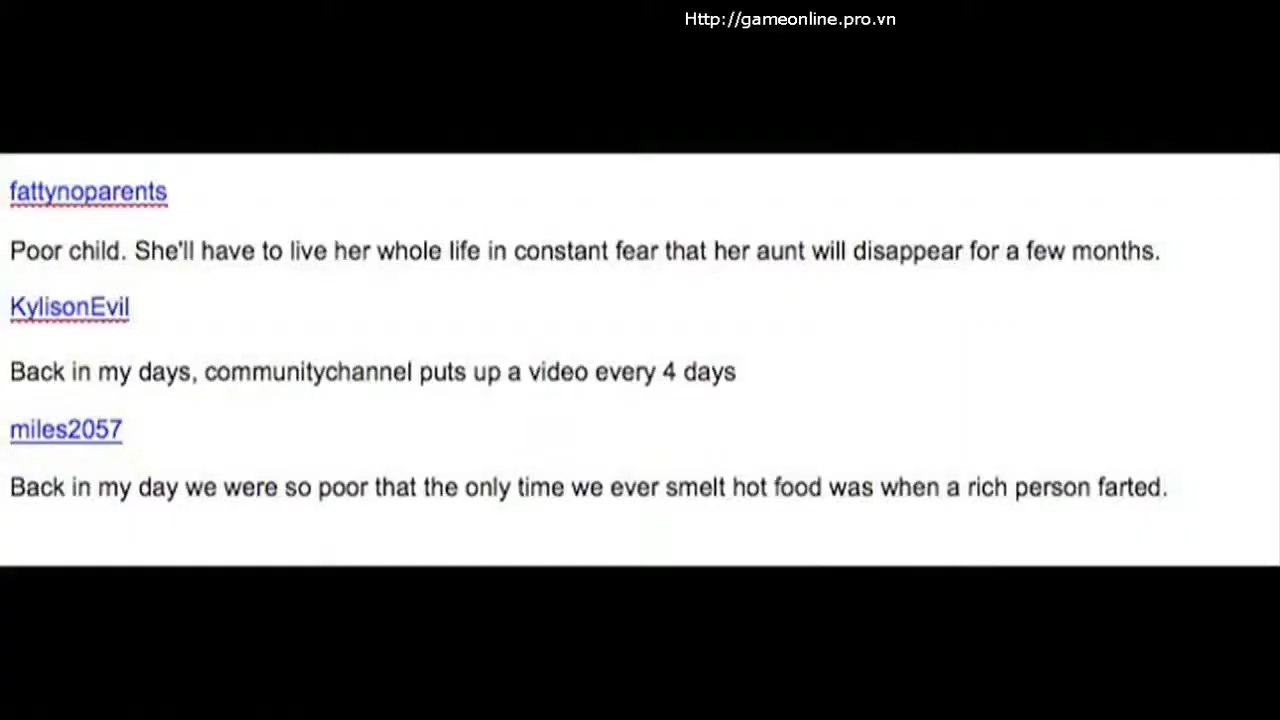 Http://gameonline.pro.vn
fattynoparents
Poor child. She'll have to live her whole life in constant fear that her aunt will disappear for a few months.
KylisonEvil
Back in my days, communitychannel puts up a video every 4 days
miles2057
Back in my day we were so poor that the only time we ever smelt hot food was when a rich person farted.